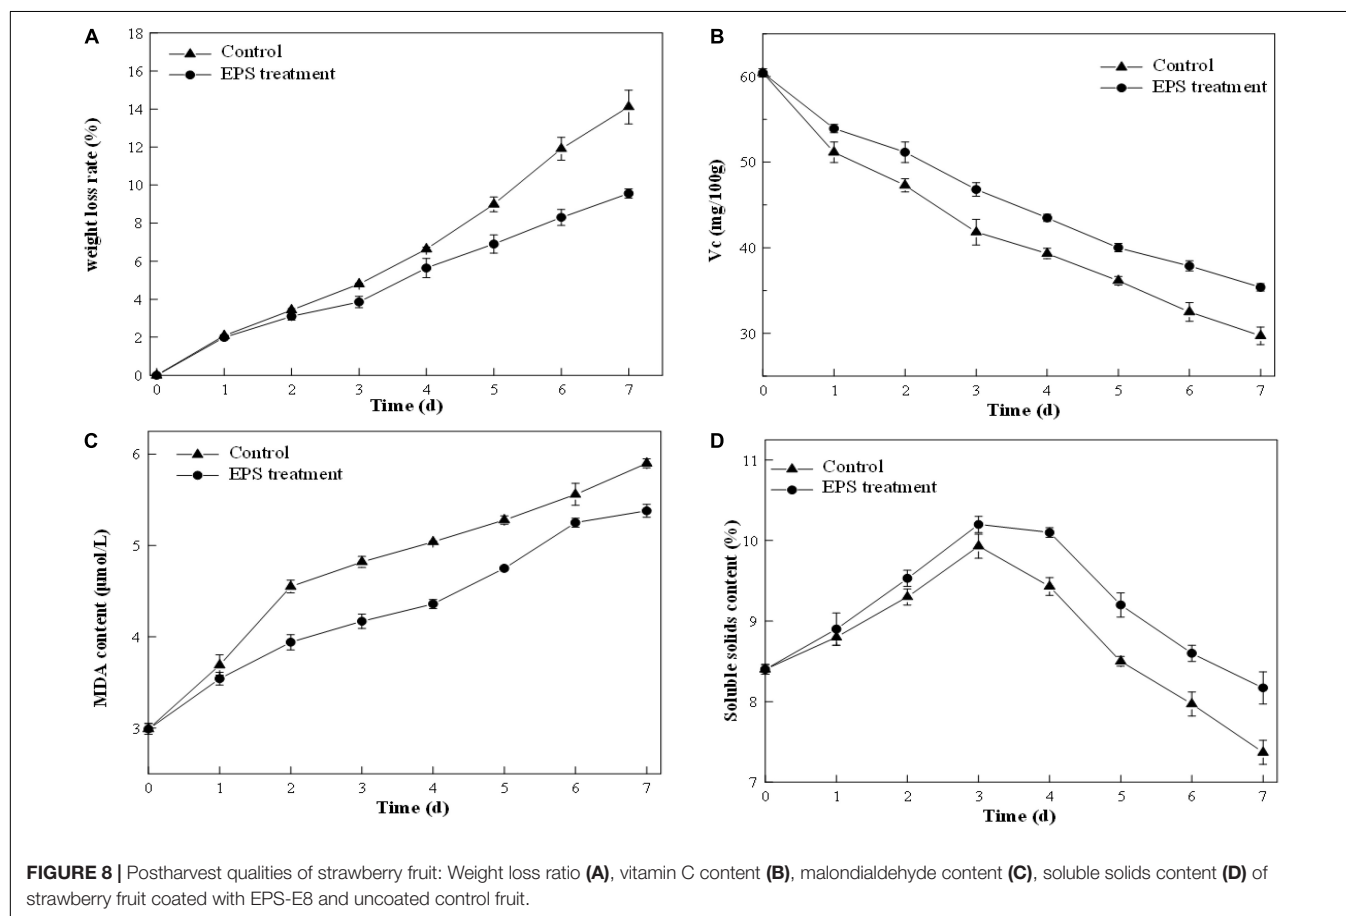 A
18
16
14
12
10
8
6
4
2
0
weight loss rate (%)
Control
EPS treatment
0 1 2 3 4 5 6 7
Time (d)
B
60
50
40
30
Vc (mg/100g)
Control
EPS treatment
0 1 2 3 4 5 6 7
Time (d)
C
6
5
4
3
MDA content (μmol/L)
Control
EPS treatment
0 1 2 3 4 5 6 7
Time (d)
D
11
10
9
8
7
Soluble solids content (%)
Control
EPS treatment
0 1 2 3 4 5 6 7
Time (d)
FIGURE 8 | Postharvest qualities of strawberry fruit: Weight loss ratio (A), vitamin C content (B), malondialdehyde content (C), soluble solids content (D) of
strawberry fruit coated with EPS-E8 and uncoated control fruit.